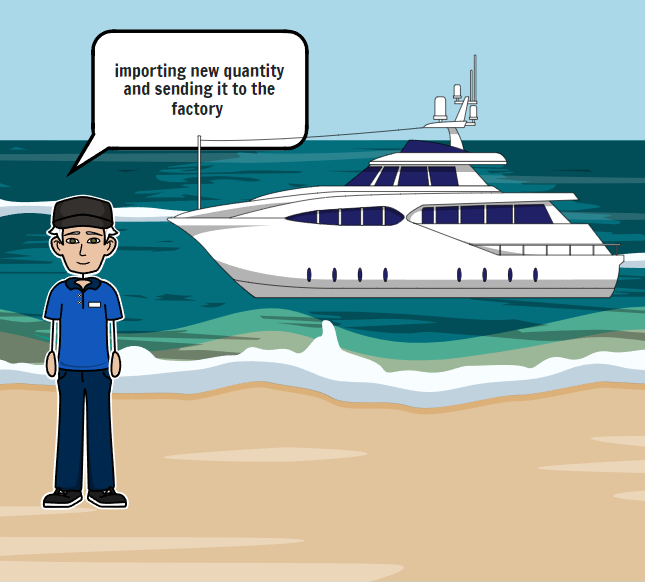 importing new quantity
and sending it to the
factory